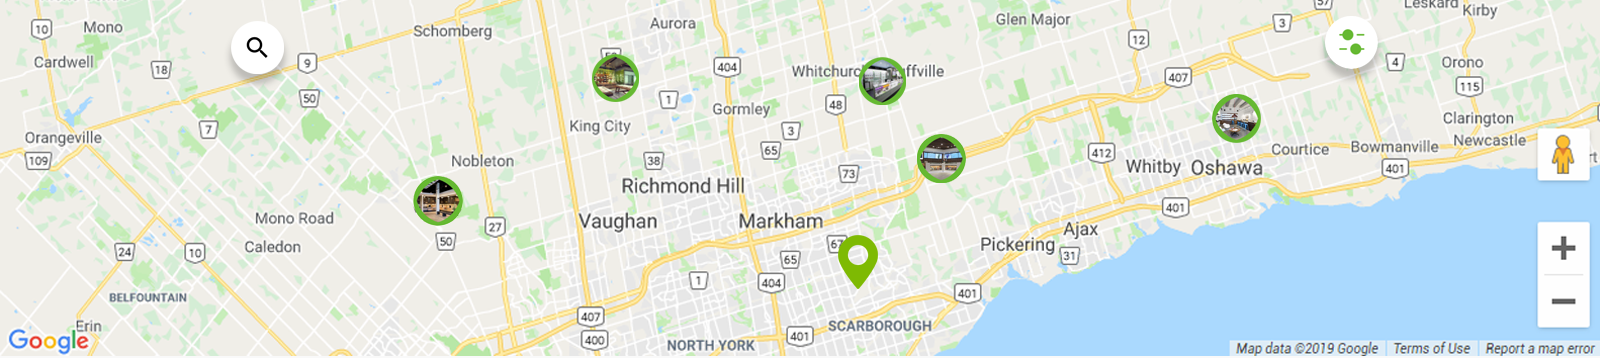 57
Leskard
Kirby
Glen Major
Aurora
3
10
Mono
Schomberg
12
Cardwell
9
404
Whitchurch-Stouffville
407
4
Orono
18
115
50
1
48
Gormley
King City
Clarington
7
3
Orangeville
Newcastle
109
Nobleton
38
65
412
Courtice
Bowmanville
Whitby
Oshawa
73
401
Richmond Hill
Mono Road
Vaughan
Markham
401
27
Ajax
Caledon
50
67
Pickering
24
10
65
31
1
404
401
BELFOUNTAIN
407
SCARBOROUGH
Erin
400
401
NORTH YORK
Google
Map data ©2019 Google
Terms of Use
Report a map error